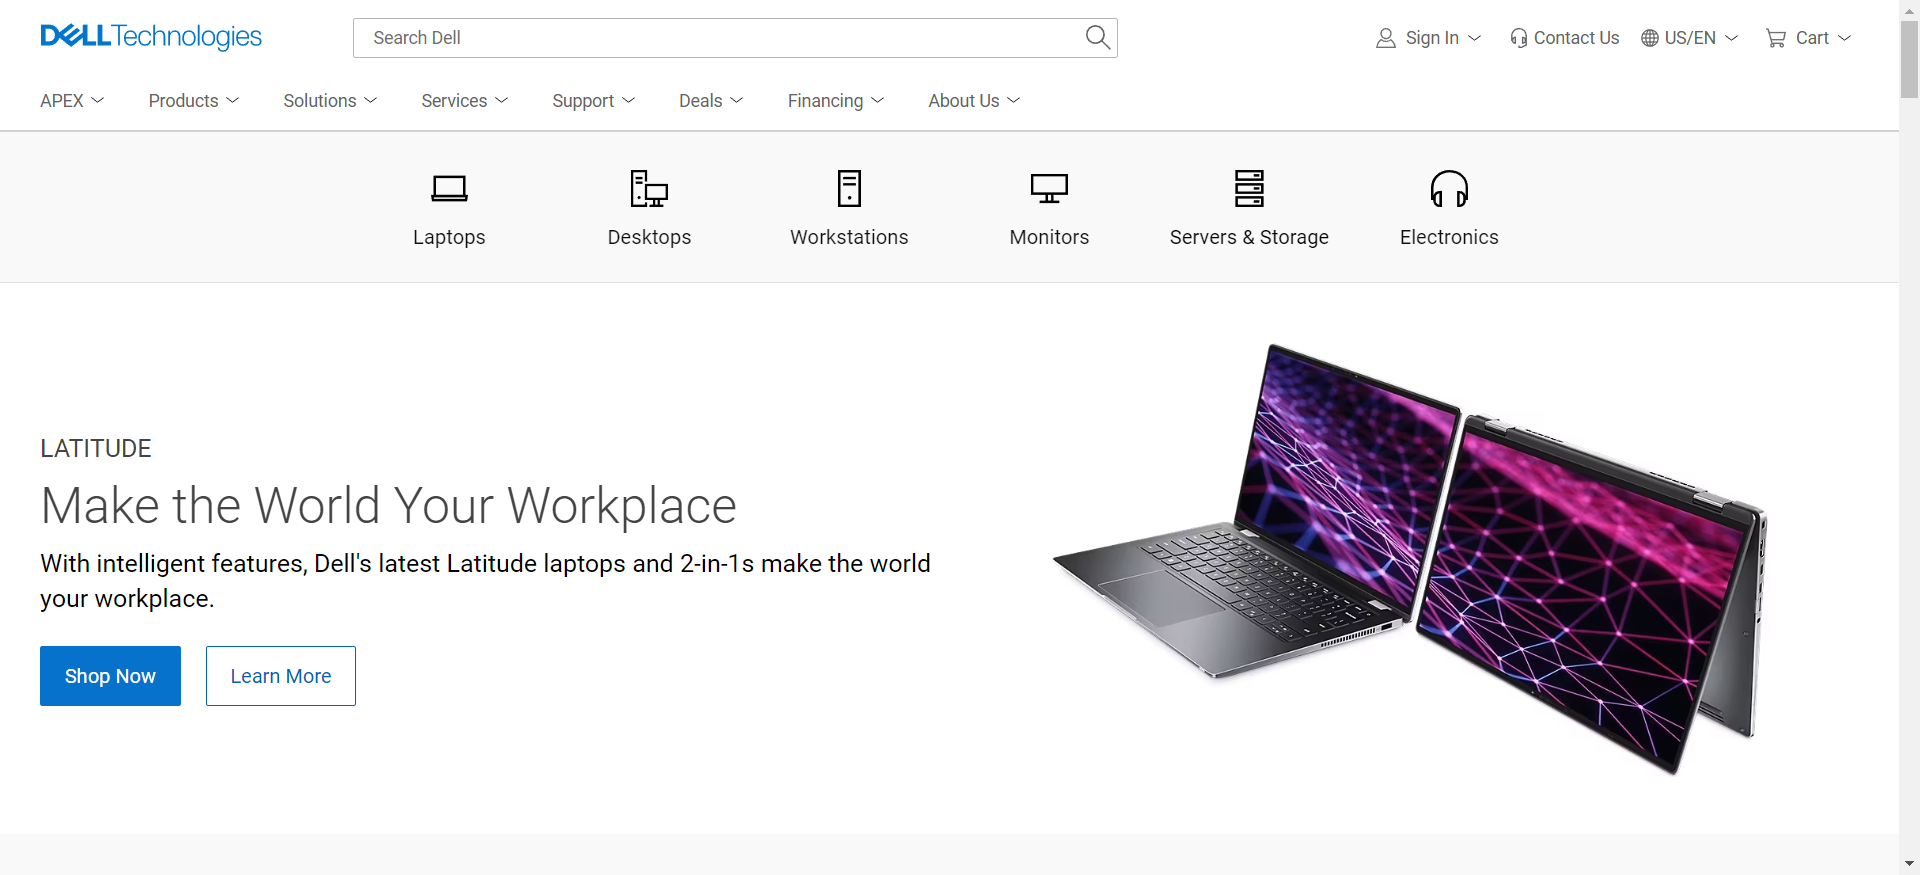 DELLTechnologies
Search Dell
Sign In
Contact Us
US/EN
Cart
APEX
Products
Solutions
Services
Support
Deals
Financing
About Us
Laptops
Desktops
Workstations
Monitors
Servers & Storage
Electronics
LATITUDE
Make the World Your Workplace
With intelligent features, Dell's latest Latitude laptops and 2-in-1s make the world
your workplace.
Shop Now
Learn More